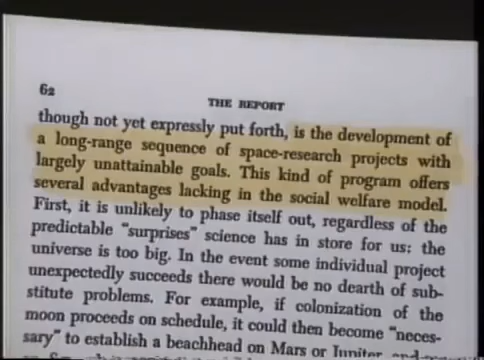 62
THE REPORT
though not yet expressly put forth, is the development of
a long-range sequence of space-research projects with
largely unattainable goals. This kind of program offers
several advantages lacking in the social welfare model.
First, it is unlikely to phase itself out, regardless of the
predictable "surprises" science has in store for us: the
universe is too big. In the event some individual project
unexpectedly succeeds there would be no dearth of sub-
stitute problems. For example, if colonization of the
moon proceeds on schedule, it could then become "neces-
sary" to establish a beachhead on Mars or Jupiter, and